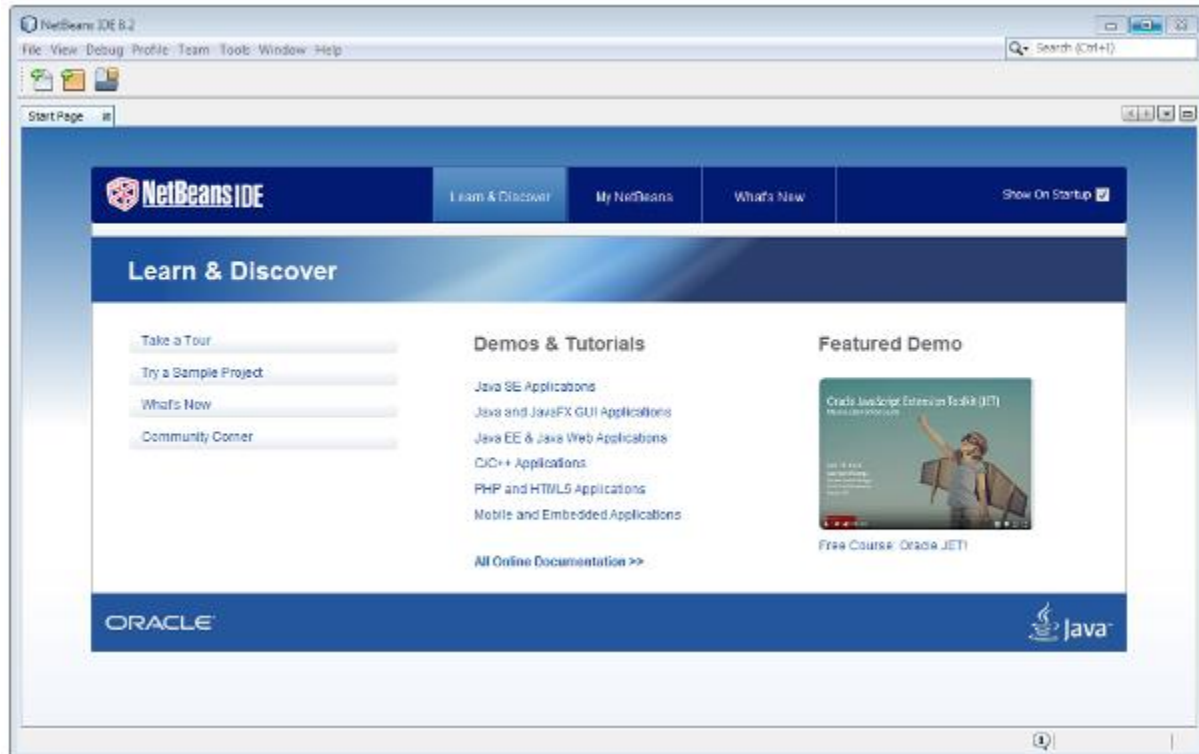 NetBeans IDE 8.2
File View Debug Profile Team Tools Window Help
Search (Ctrl+I)
Start Page
NetBeans IDE
Learn & Discover
My NetBeans
What's New
Show On Startup
Learn & Discover
Take a Tour
Try a Sample Project
What's New
Community Corner
Demos & Tutorials
Java SE Applications
Java and JavaFX GUI Applications
Java EE & Java Web Applications
C/C++ Applications
PHP and HTML5 Applications
Mobile and Embedded Applications
All Online Documentation >>
Featured Demo
Oracle JavaScript Extension Toolkit (JET)
Free Course: Oracle JET!
ORACLE
Java